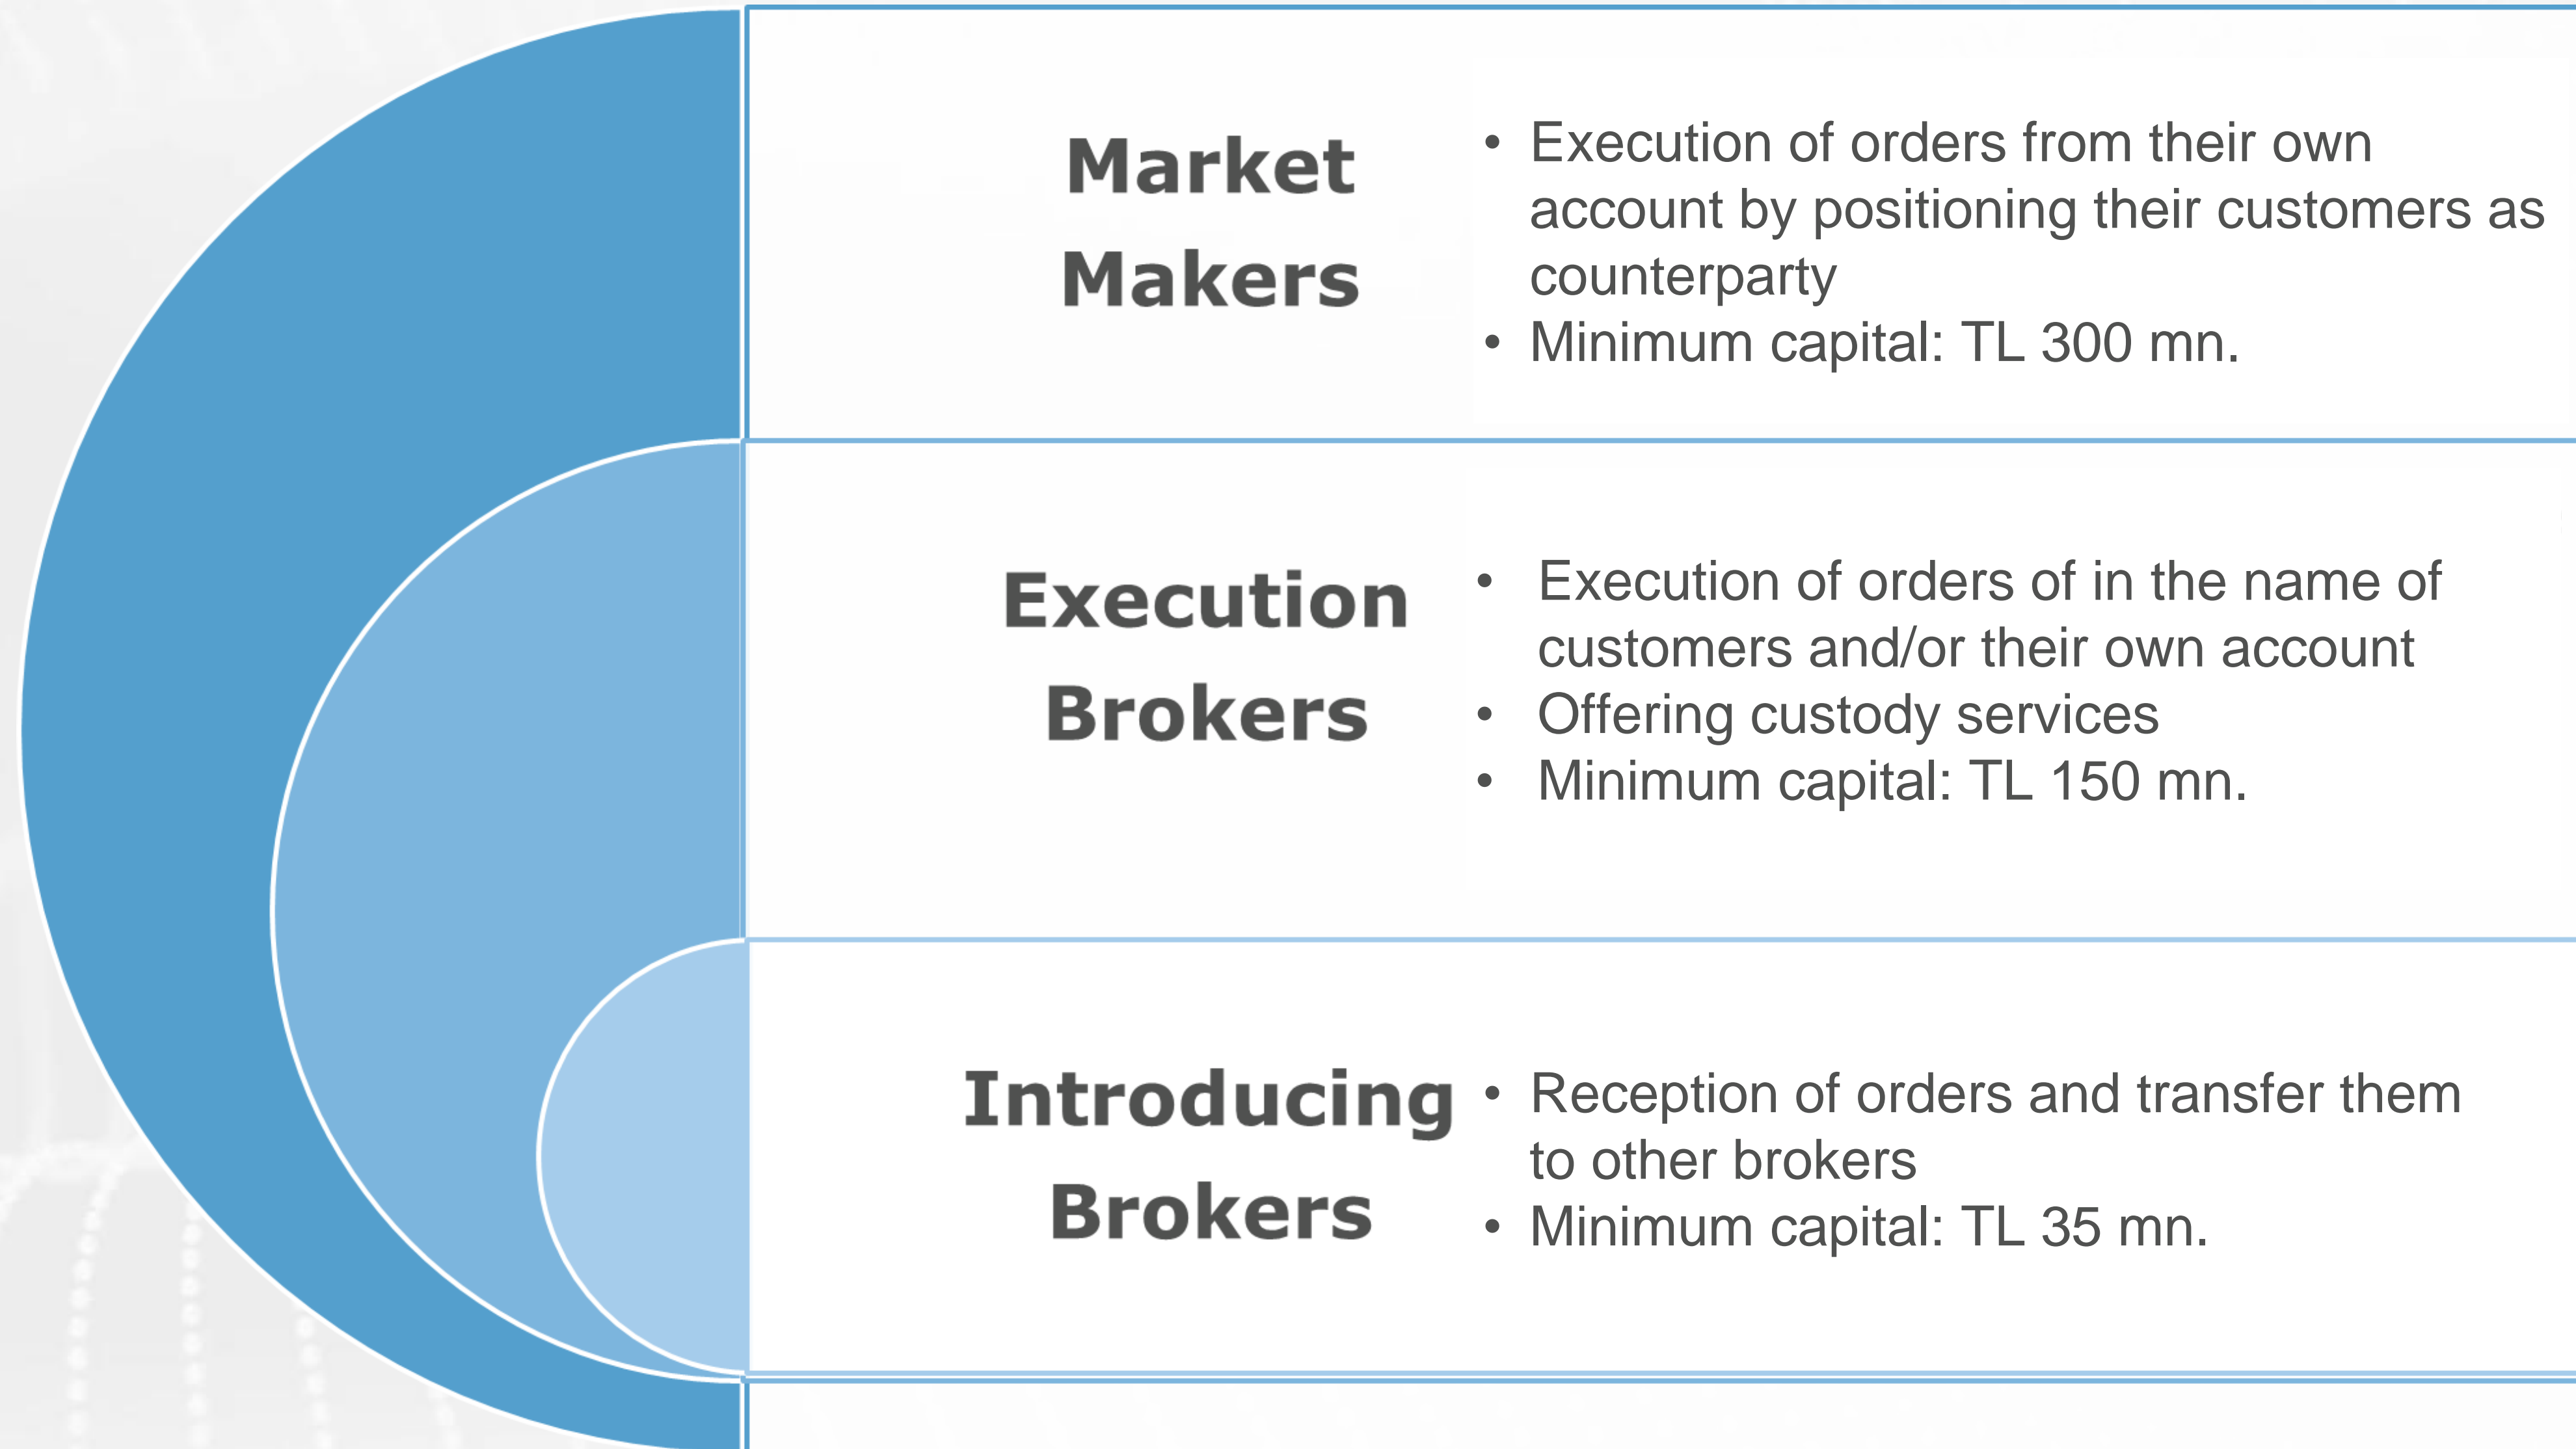 Market
Makers
• Execution of orders from their own
account by positioning their customers as
counterparty
• Minimum capital: TL 300 mn.
Execution
Brokers
• Execution of orders of in the name of
customers and/or their own account
• Offering custody services
• Minimum capital: TL 150 mn.
Introducing
Brokers
• Reception of orders and transfer them
to other brokers
• Minimum capital: TL 35 mn.